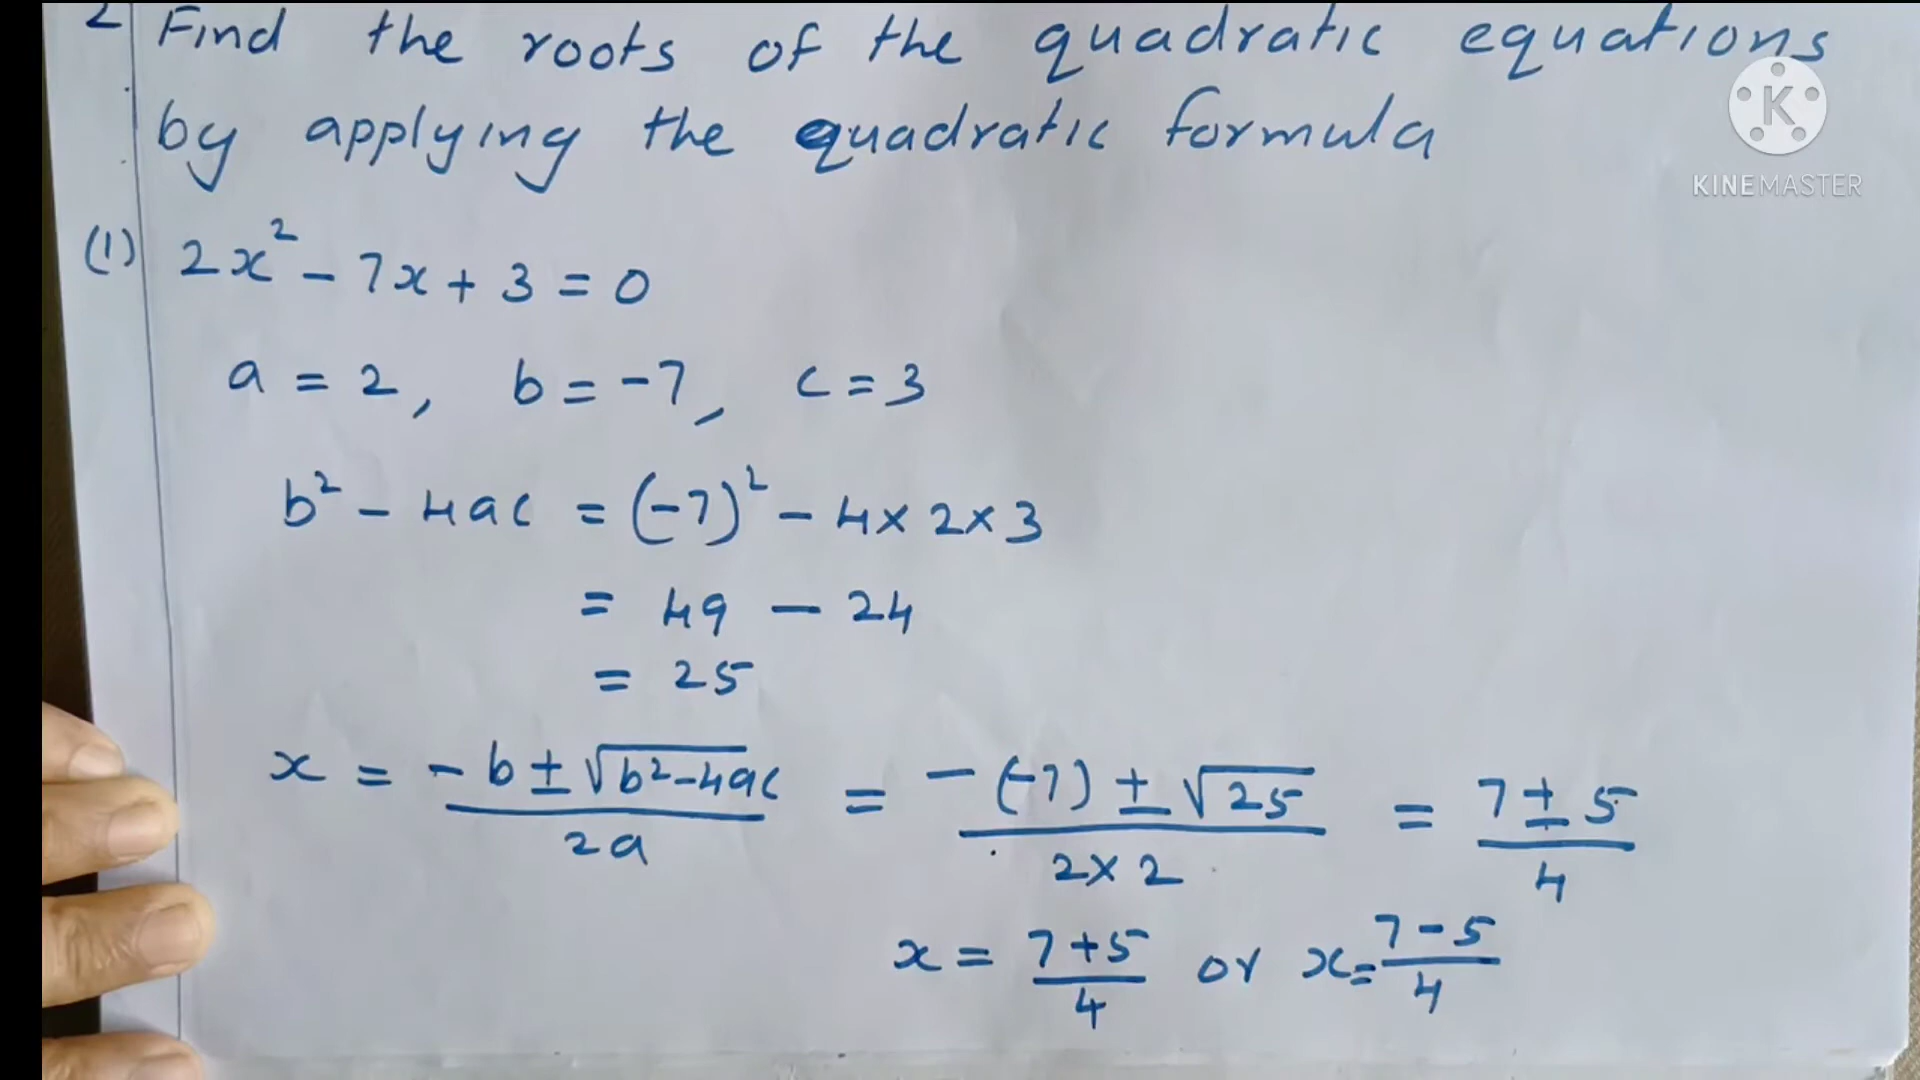 2 Find the roots of the quadratic equations
by applying the quadratic formula
KINEMASTER
(1) 2x² - 7x + 3 = 0
a = 2, b = -7, c = 3
b² - 4ac = (-7)² - 4 × 2 × 3
= 49 - 24
= 25
x = -b ± √b²-4ac / 2a = -(-7) ± √25 / 2×2 = 7 ± 5 / 4
x = 7+5 / 4 or x = 7-5 / 4